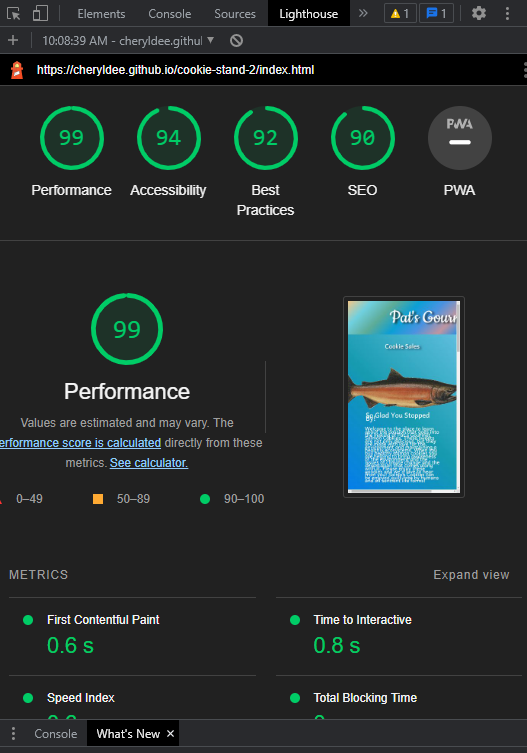 Elements Console Sources Lighthouse » 1 1
10:08:39 AM - cheryldee.githul
https://cheryldee.github.io/cookie-stand-2/index.html
99 94 92 90 PWA
Performance Accessibility Best Practices SEO PWA
99
Performance
Values are estimated and may vary. The
erformance score is calculated directly from these
metrics. See calculator.
0–49 50–89 90–100
Pat's Gourm
Cookie Sales
So Glad You Stopped
By!
METRICS
Expand view
First Contentful Paint
0.6 s
Time to Interactive
0.8 s
Speed Index
Total Blocking Time
Console What's New ×